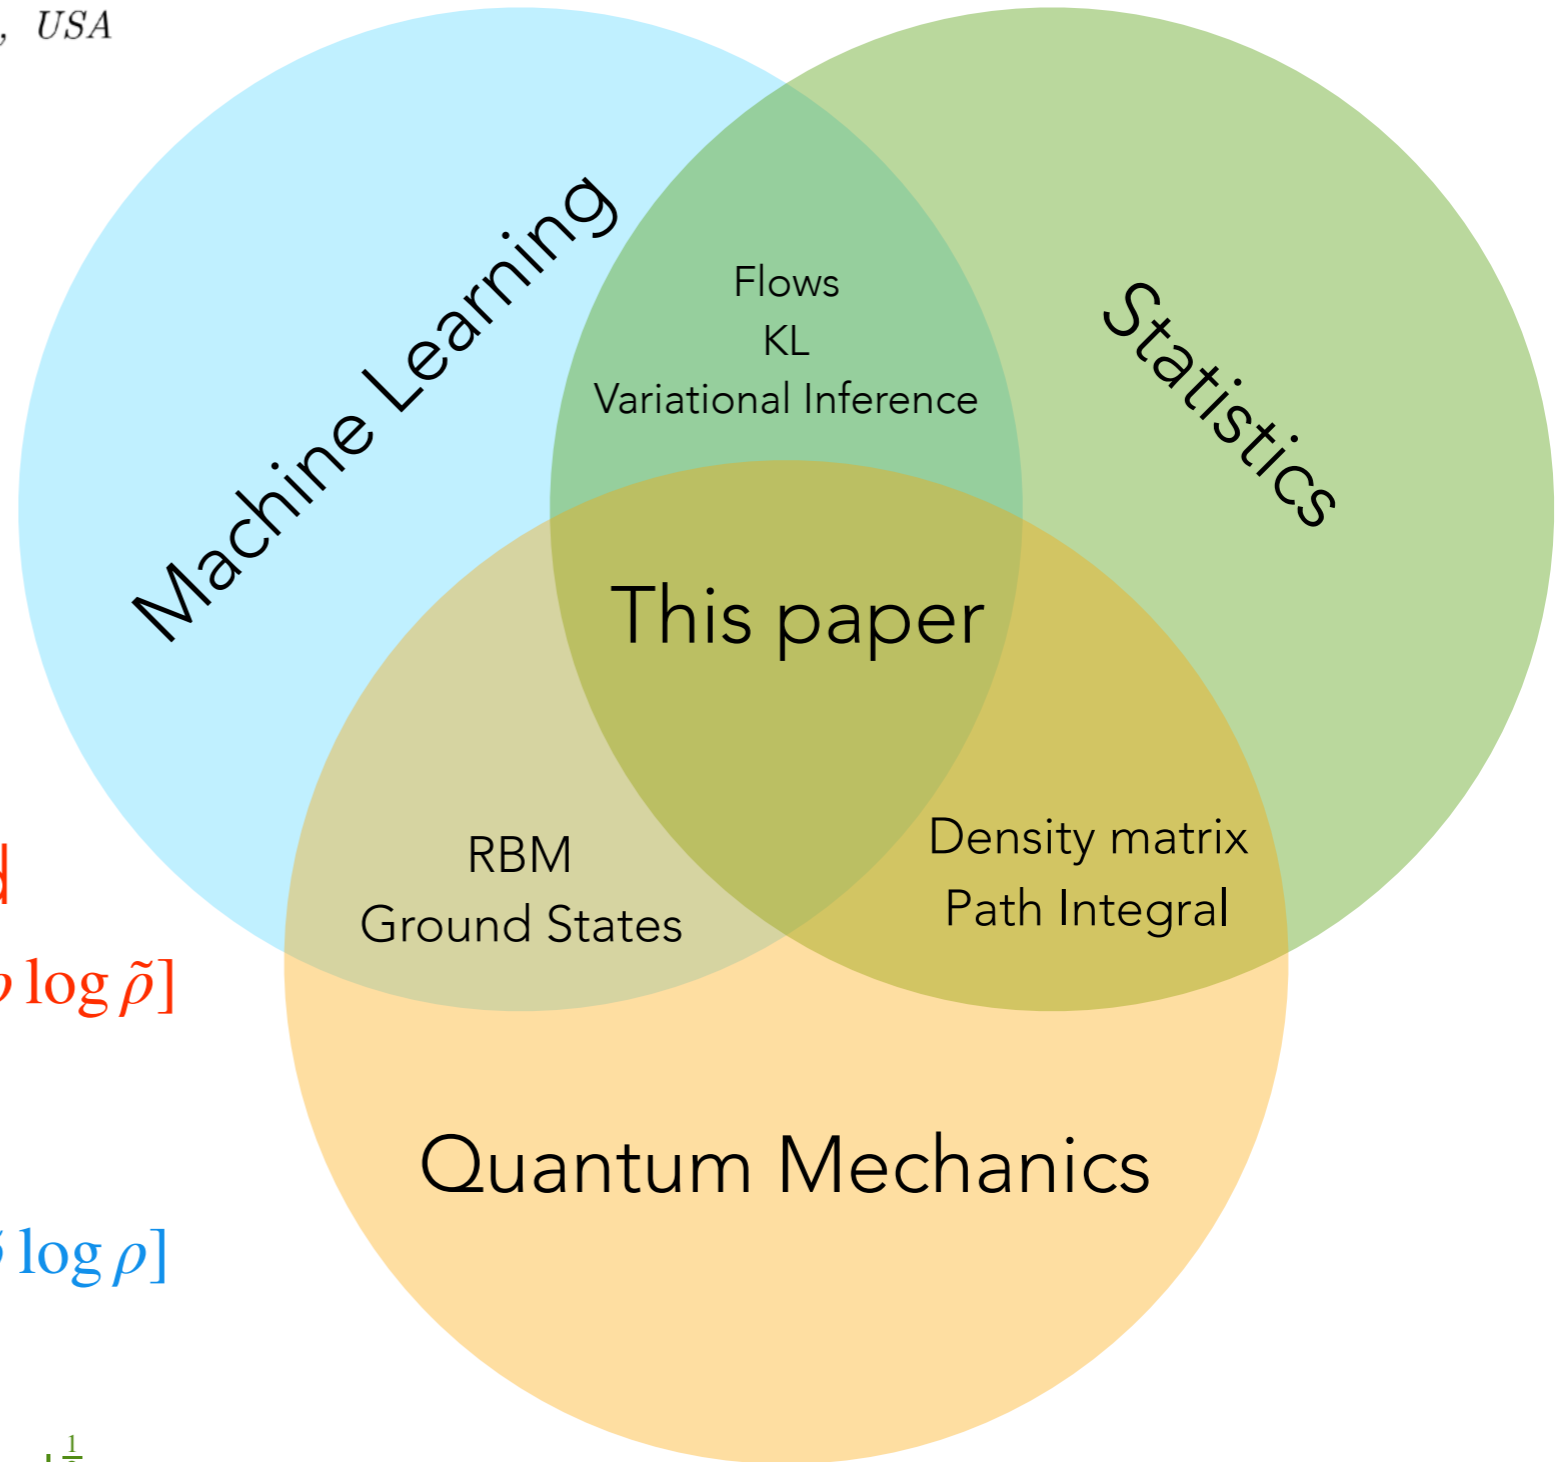 , USA
Machine Learning
Statistics
Flows
KL
Variational Inference
This paper
RBM
Ground States
Density matrix
Path Integral
Quantum Mechanics
log ρ̃]
log ρ]